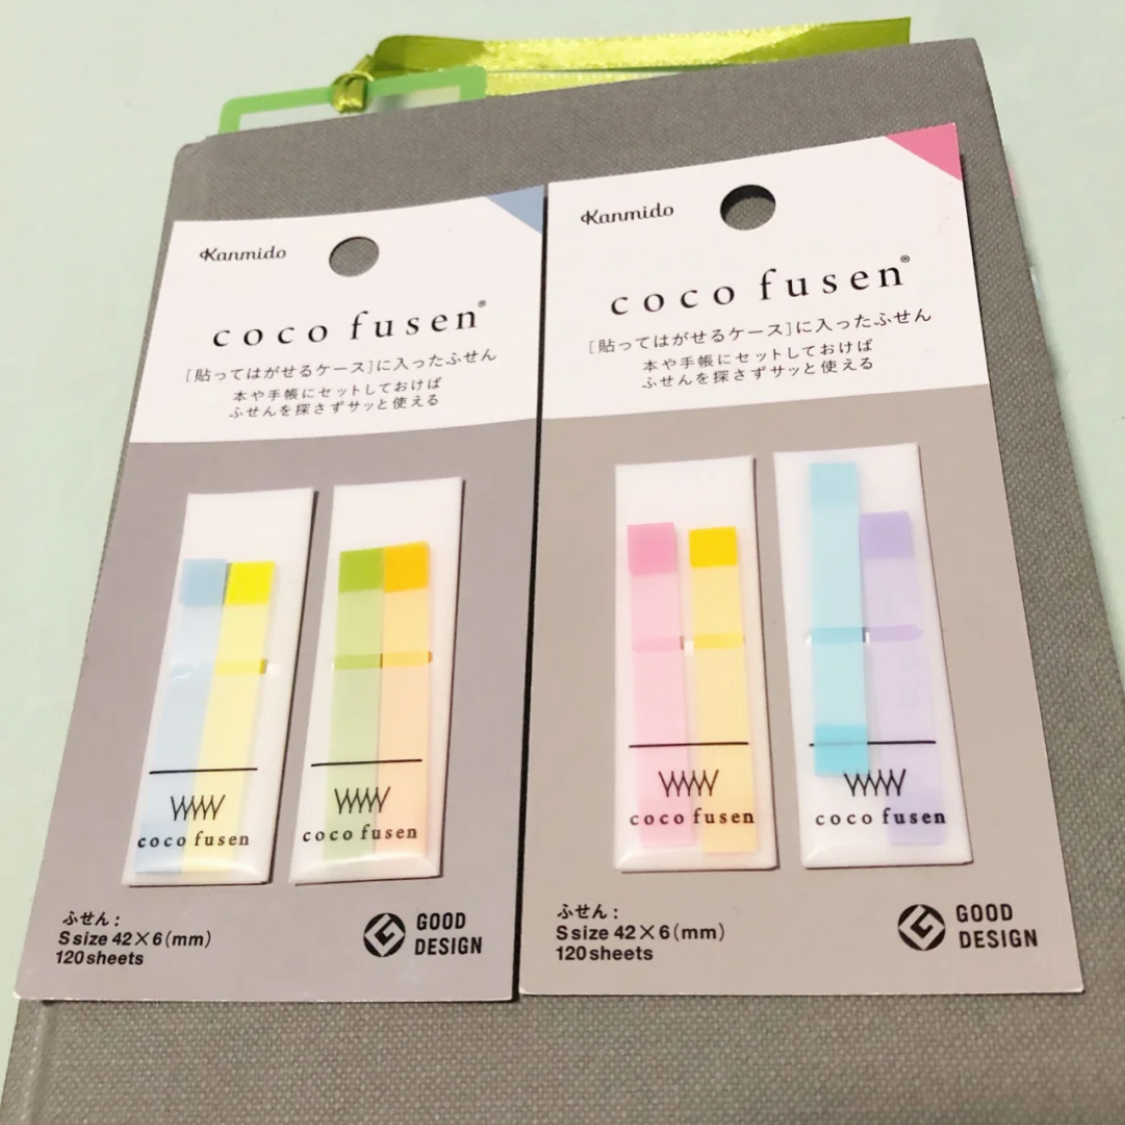 Kanmido
coco fusen®
［貼ってはがせるケース］に入ったふせん
本や手帳にセットしておけば
ふせんを探さずサッと使える
coco fusen
coco fusen
ふせん：
S size 42×6(mm)
120 sheets
GOOD
DESIGN
Kanmido
coco fusen®
［貼ってはがせるケース］に入ったふせん
本や手帳にセットしておけば
ふせんを探さずサッと使える
coco fusen
coco fusen
ふせん：
S size 42×6(mm)
120 sheets
GOOD
DESIGN